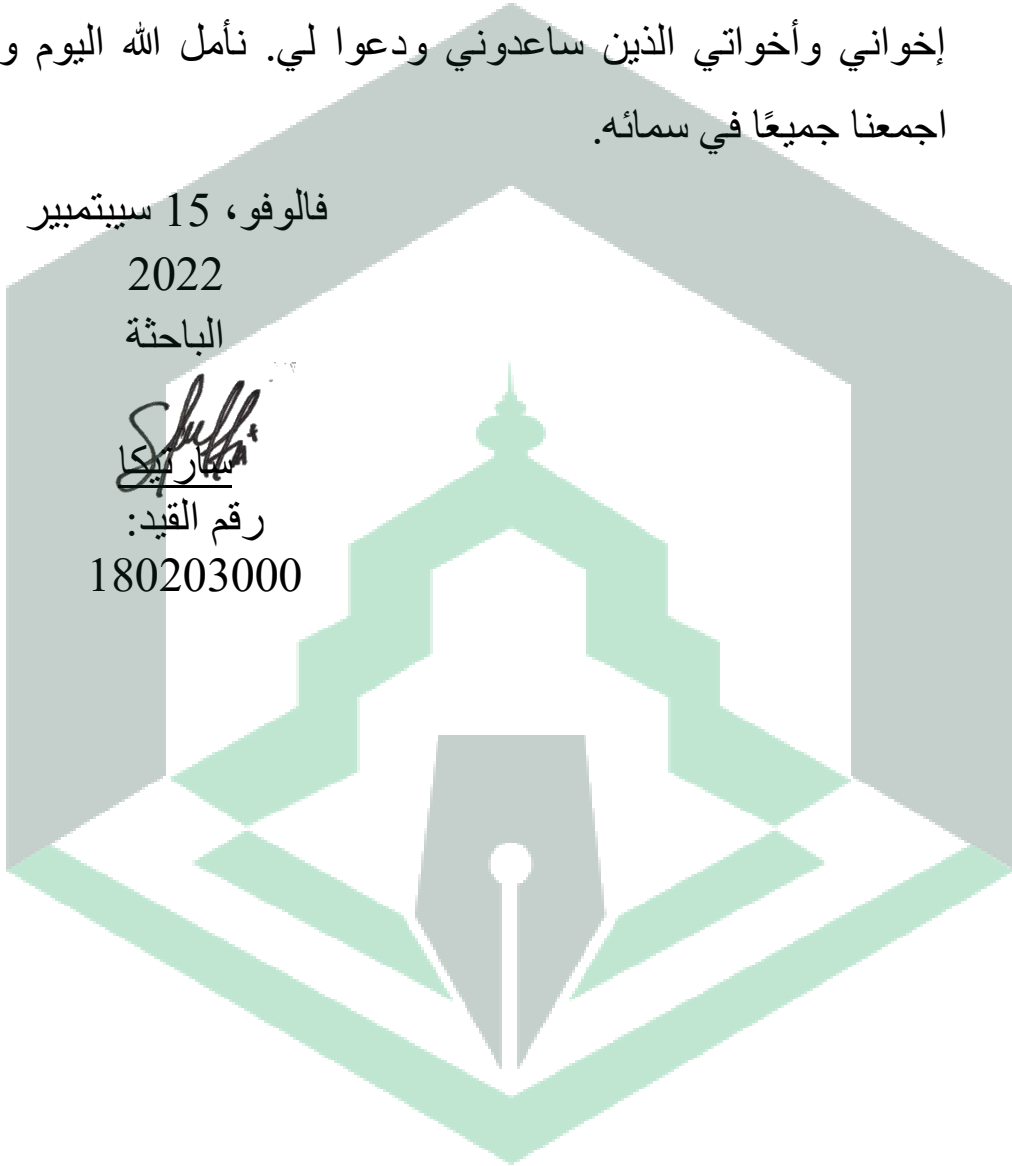 إخواني وأخواتي الذين ساعدوني ودعوا لي. نأمل الله اليوم و
اجمعنا جميعًا في سمائه.
فالوفو، 15 سيبتمبير
2022
الباحثة
سارتيكا
رقم القيد:
180203000